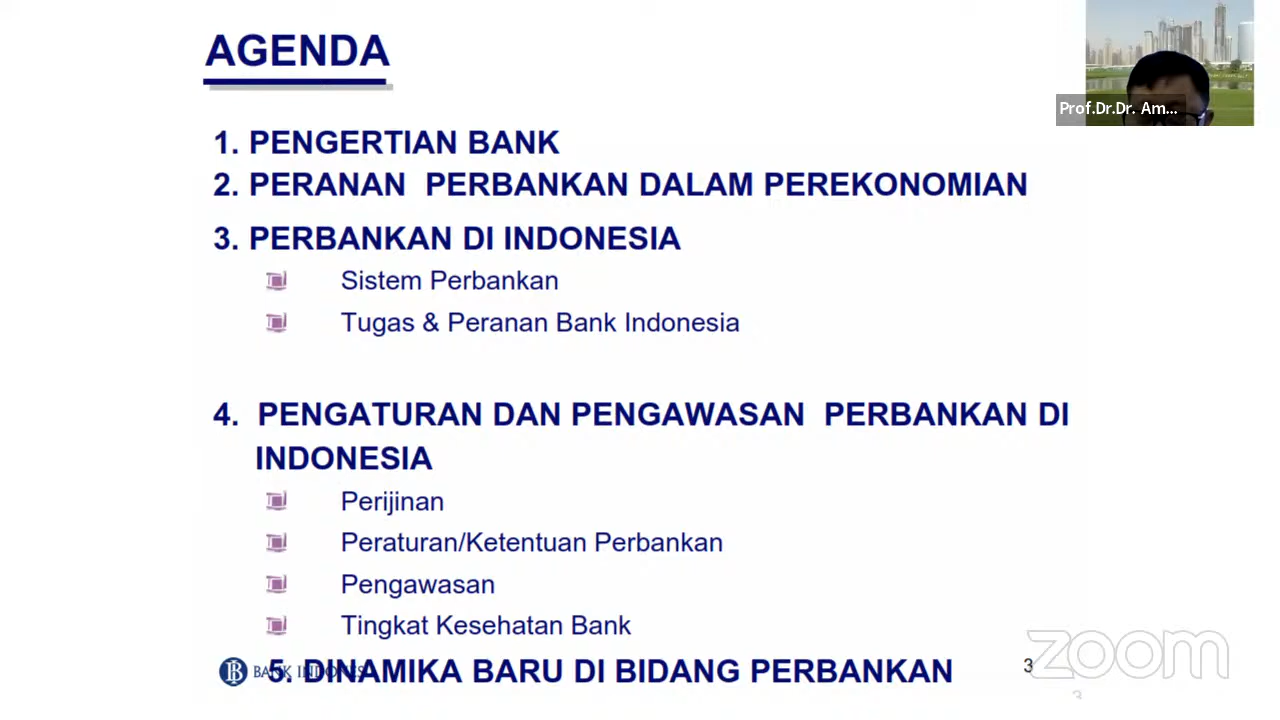 AGENDA
Prof.Dr.Dr. Am...
1. PENGERTIAN BANK
2. PERANAN PERBANKAN DALAM PEREKONOMIAN
3. PERBANKAN DI INDONESIA
Sistem Perbankan
Tugas & Peranan Bank Indonesia
4. PENGATURAN DAN PENGAWASAN PERBANKAN DI
INDONESIA
Perijinan
Peraturan/Ketentuan Perbankan
Pengawasan
Tingkat Kesehatan Bank
BANK INDONES
5. DINAMIKA BARU DI BIDANG PERBANKAN
3
zoom
3